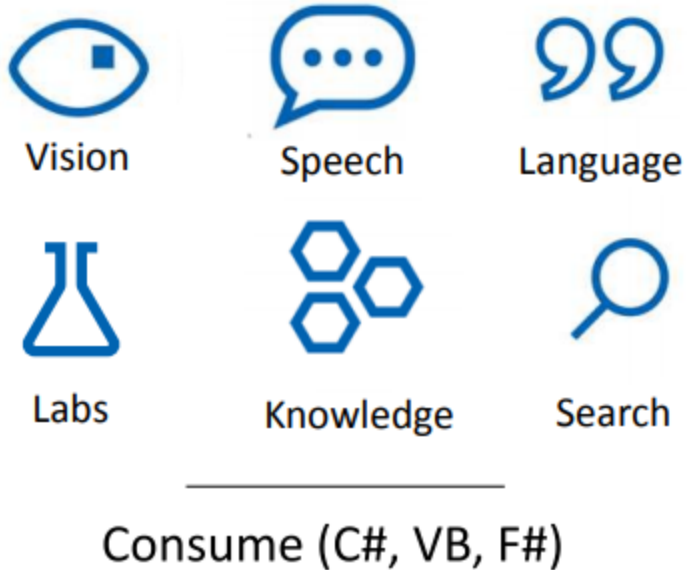 Vision Speech Language
Labs Knowledge Search
Consume (C#, VB, F#)